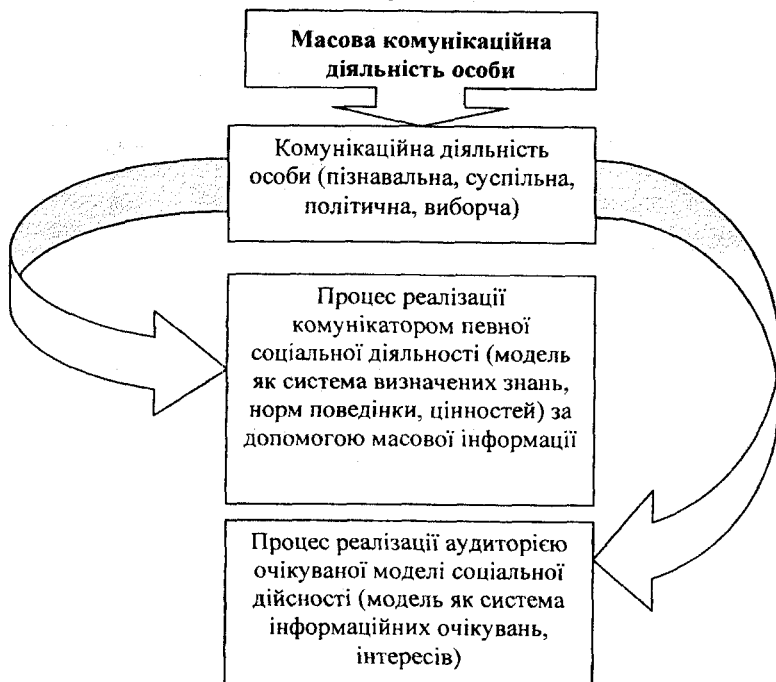 Масова комунікаційна
діяльність особи
Комунікаційна діяльність
особи (пізнавальна, суспільна,
політична, виборча)
Процес реалізації
комунікатором певної
соціальної діяльності (модель
як система визначених знань,
норм поведінки, цінностей) за
допомогою масової інформації
Процес реалізації аудиторією
очікуваної моделі соціальної
дійсності (модель як система
інформаційних очікувань,
інтересів)